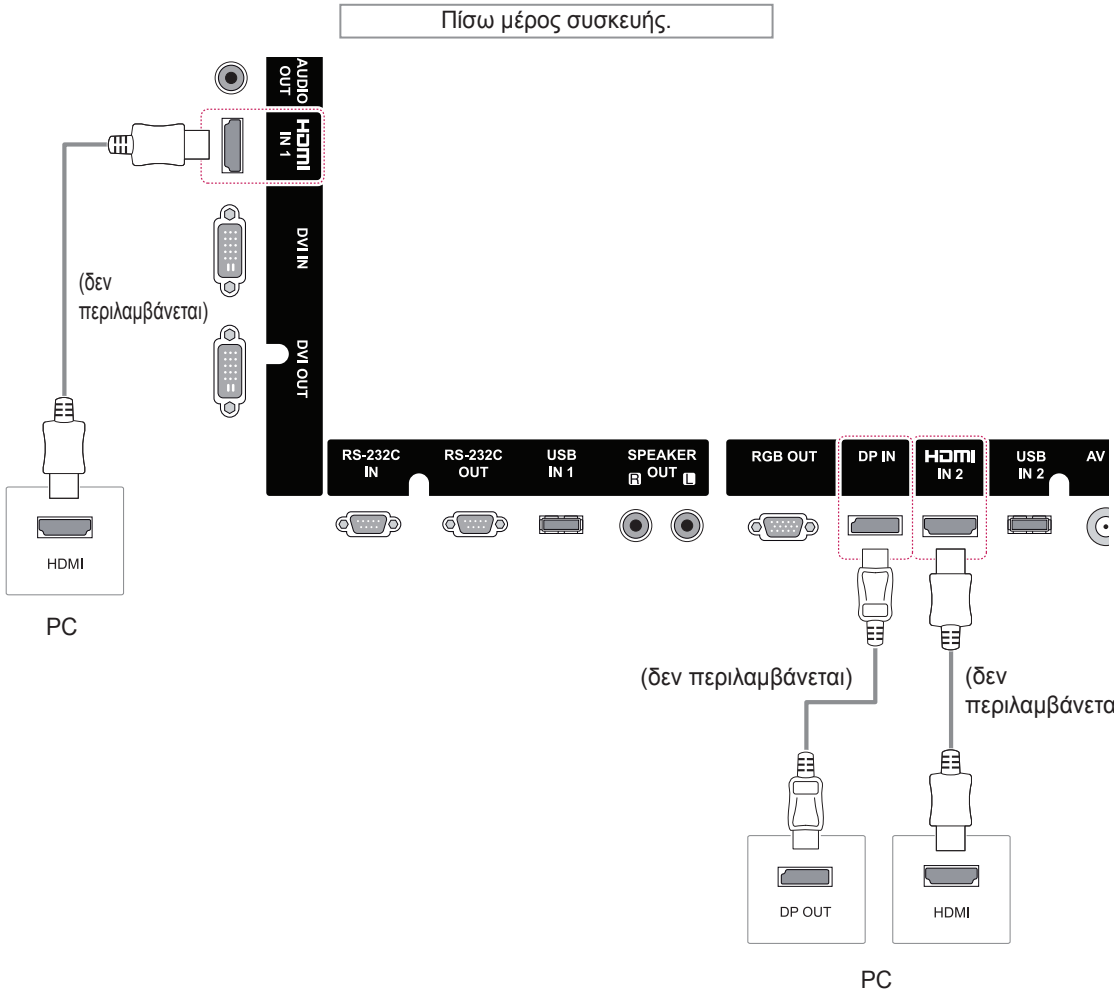 Πίσω μέρος συσκευής.
AUDIO
OUT
HDMI
IN 1
DVI IN
DVI OUT
(δεν
περιλαμβάνεται)
HDMI
PC
RS-232C
IN
RS-232C
OUT
USB
IN 1
SPEAKER
R OUT L
RGB OUT
DP IN
HDMI
IN 2
USB
IN 2
AV
(δεν περιλαμβάνεται)
(δεν
περιλαμβάνετα
DP OUT
HDMI
PC